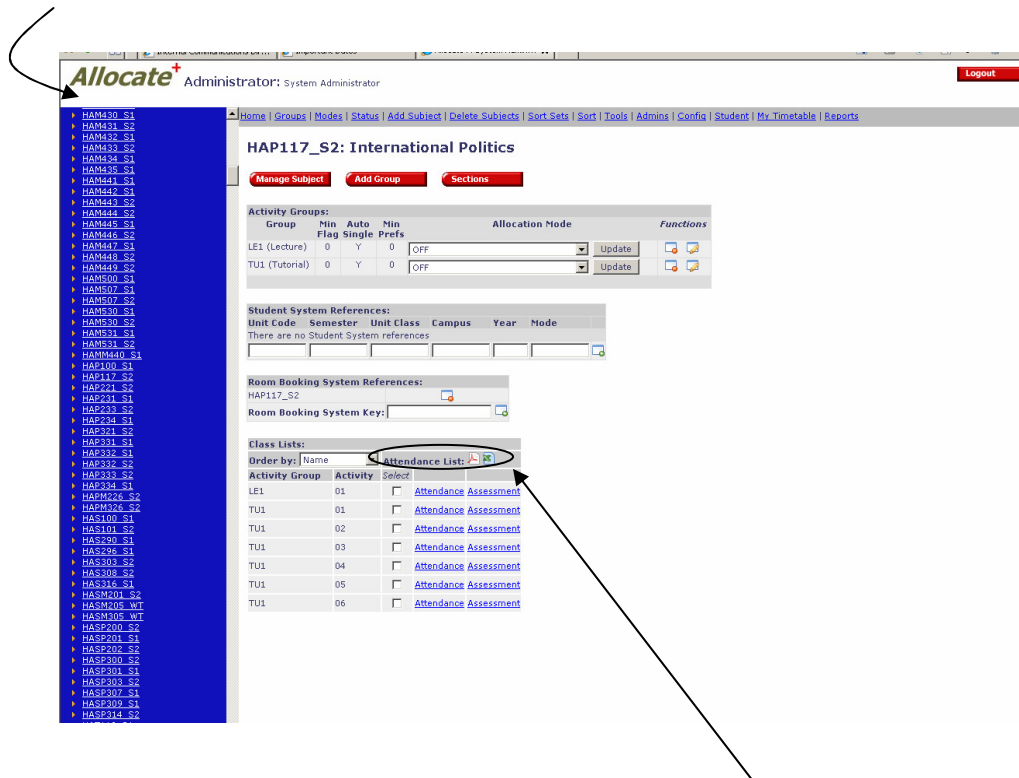 Important Dates
Allocate+ Administrator: System Administrator
Logout
Home | Groups | Modes | Status | Add Subject | Delete Subjects | Sort Sets | Sort | Tools | Admins | Config | Student | My Timetable | Reports
HAM430_S1
HAM431_S2
HAM432_S1
HAM433_S2
HAM434_S1
HAM435_S1
HAM441_S1
HAM442_S1
HAM443_S2
HAM444_S2
HAM445_S1
HAM446_S2
HAM447_S1
HAM448_S2
HAM449_S2
HAM500_S1
HAM507_S1
HAM507_S2
HAM530_S1
HAM530_S2
HAM531_S1
HAM531_S2
HAMM440_S1
HAP100_S1
HAP117_S2
HAP221_S2
HAP231_S1
HAP233_S2
HAP234_S1
HAP321_S2
HAP331_S1
HAP332_S1
HAP332_S2
HAP333_S2
HAP334_S1
HAPM226_S2
HAPM326_S2
HAS100_S1
HAS101_S2
HAS290_S1
HAS296_S1
HAS303_S2
HAS308_S2
HAS316_S1
HASM201_S2
HASM205_WT
HASM305_WT
HASP200_S2
HASP201_S1
HASP202_S2
HASP300_S2
HASP301_S1
HASP303_S2
HASP307_S1
HASP309_S1
HASP314_S2
HAP117_S2: International Politics
Manage Subject Add Group Sections
Activity Groups:
Group Min Flag Auto Single Min Prefs Allocation Mode Functions
LE1 (Lecture) 0 Y 0 OFF Update
TU1 (Tutorial) 0 Y 0 OFF Update
Student System References:
Unit Code Semester Unit Class Campus Year Mode
There are no Student System references
Room Booking System References:
HAP117_S2
Room Booking System Key:
Class Lists:
Order by: Name Attendance List:
Activity Group Activity Select
LE1 01 Attendance Assessment
TU1 01 Attendance Assessment
TU1 02 Attendance Assessment
TU1 03 Attendance Assessment
TU1 04 Attendance Assessment
TU1 05 Attendance Assessment
TU1 06 Attendance Assessment